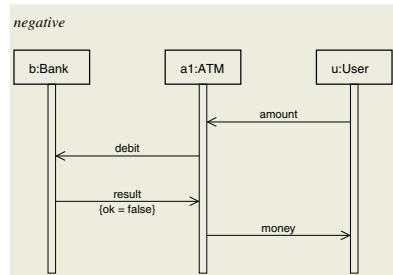 negative
b:Bank
a1:ATM
u:User
amount
debit
result
{ok = false}
money